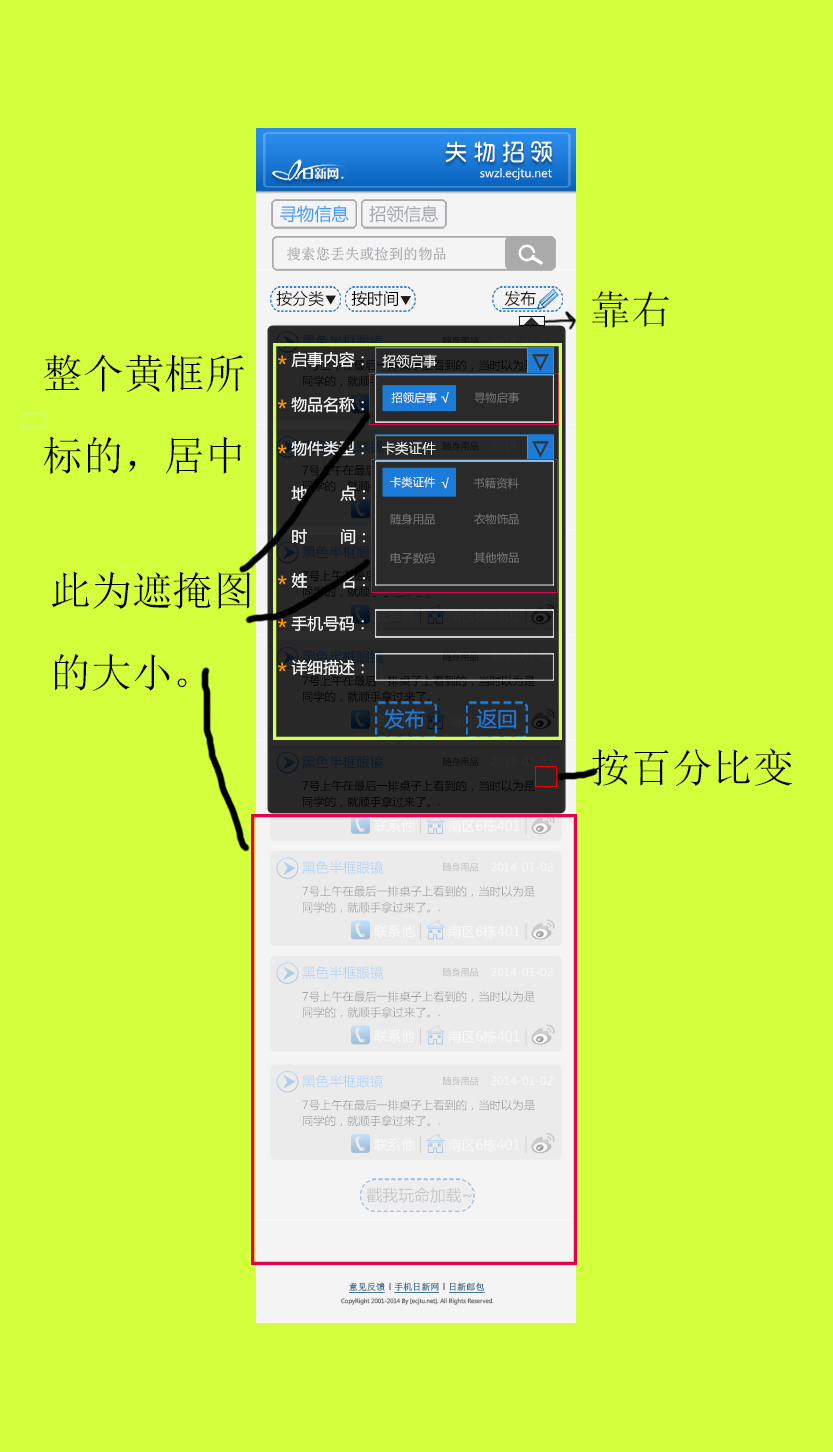 失物招领
日新网.
swzl.ecjtu.net
寻物信息 招领信息
搜索您丢失或捡到的物品
按分类▼ 按时间▼ 发布
靠右
整个黄框所
标的，居中
此为遮掩图
的大小。
按百分比变
* 启事内容： 招领启事
招领启事 √ 寻物启事
* 物品名称：
* 物件类型： 卡类证件
卡类证件 √ 书籍资料
地 点：
随身用品 衣物饰品
时 间：
电子数码 其他物品
* 姓 名：
* 手机号码：
* 详细描述：
发布 返回
黑色半框眼镜 随身用品
7号上午在最后一排桌子上看到的，当时以为是
同学的，就顺手拿过来了。.
联系他 南区6栋401
黑色半框眼镜 随身用品 2014-01-02
7号上午在最后一排桌子上看到的，当时以为是
同学的，就顺手拿过来了。.
联系他 南区6栋401
黑色半框眼镜 随身用品 2014-01-02
7号上午在最后一排桌子上看到的，当时以为是
同学的，就顺手拿过来了。.
联系他 南区6栋401
黑色半框眼镜 随身用品 2014-01-02
7号上午在最后一排桌子上看到的，当时以为是
同学的，就顺手拿过来了。.
联系他 南区6栋401
戳我玩命加载~
意见反馈 | 手机日新网 | 日新邮包
CopyRight 2001-2014 By [ecjtu.net]. All Rights Reserved.